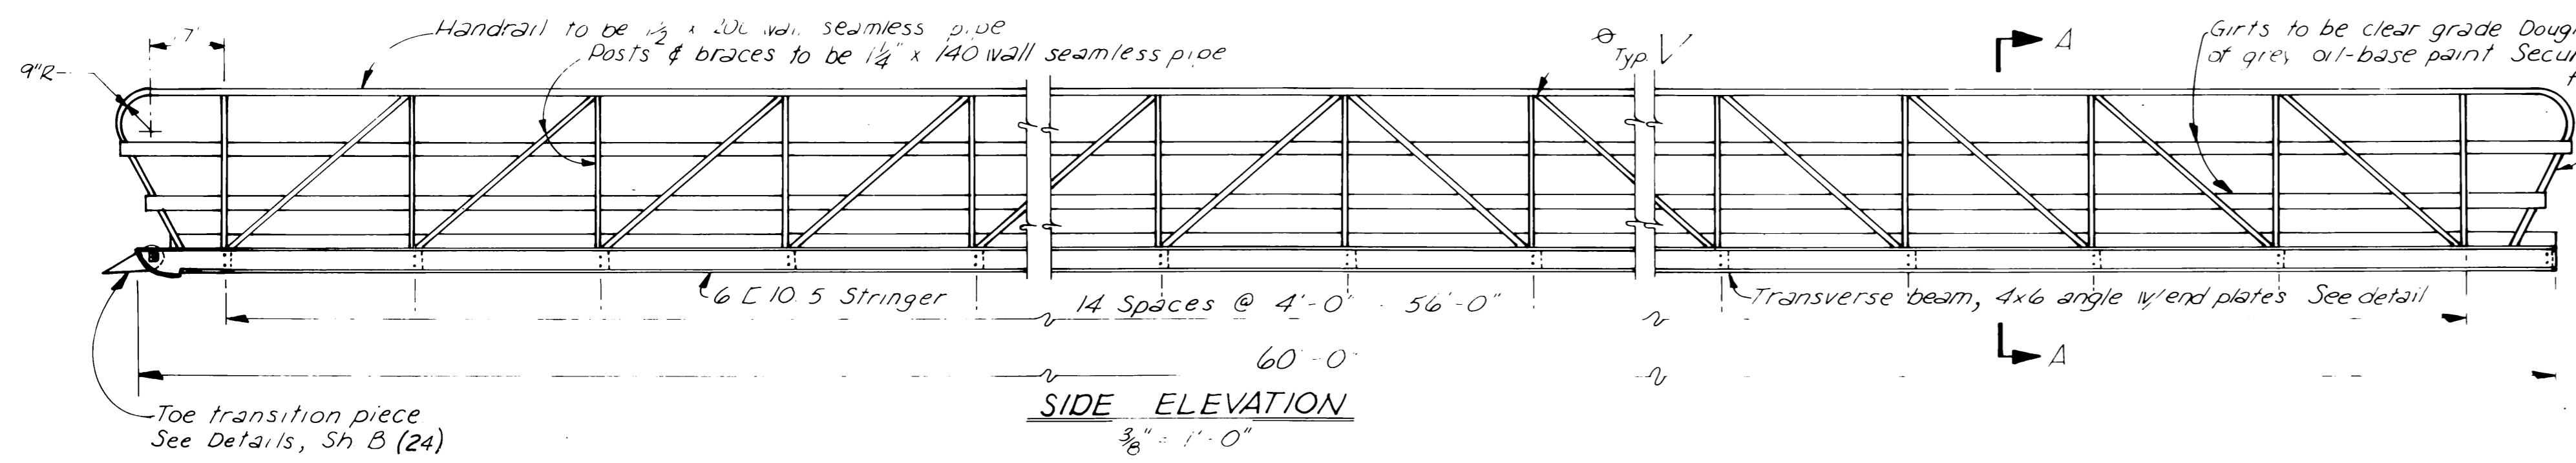 Handrail to be 1½ x 200 wall seamless pipe
Posts & braces to be 1¼" x 140 wall seamless pipe
7"
9"R
Typ. V
A
Girts to be clear grade Doug
of grey oil-base paint Secu
6 [ 10.5 Stringer
14 Spaces @ 4'-0" 56'-0"
Transverse beam, 4x6 angle w/end plates See detail
A
60'-0"
Toe transition piece
See Details, Sh B (24)
SIDE ELEVATION
3/8" = 1'-0"